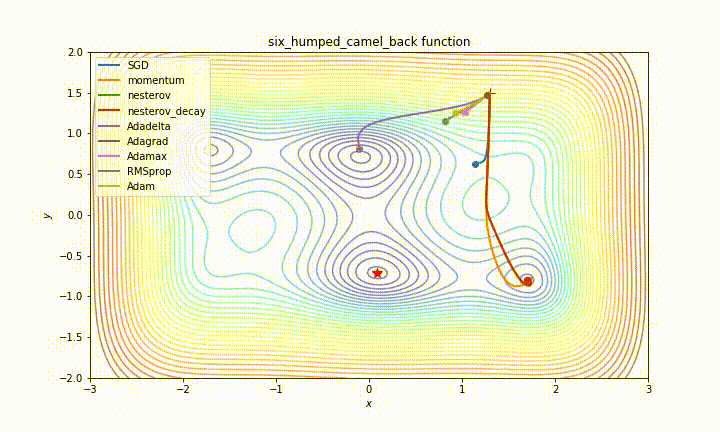 six_humped_camel_back function
SGD
momentum
nesterov
nesterov_decay
Adadelta
Adagrad
Adamax
RMSprop
Adam
2.0
1.5
1.0
0.5
0.0
−0.5
−1.0
−1.5
−2.0
y
−3
−2
−1
0
1
2
3
x